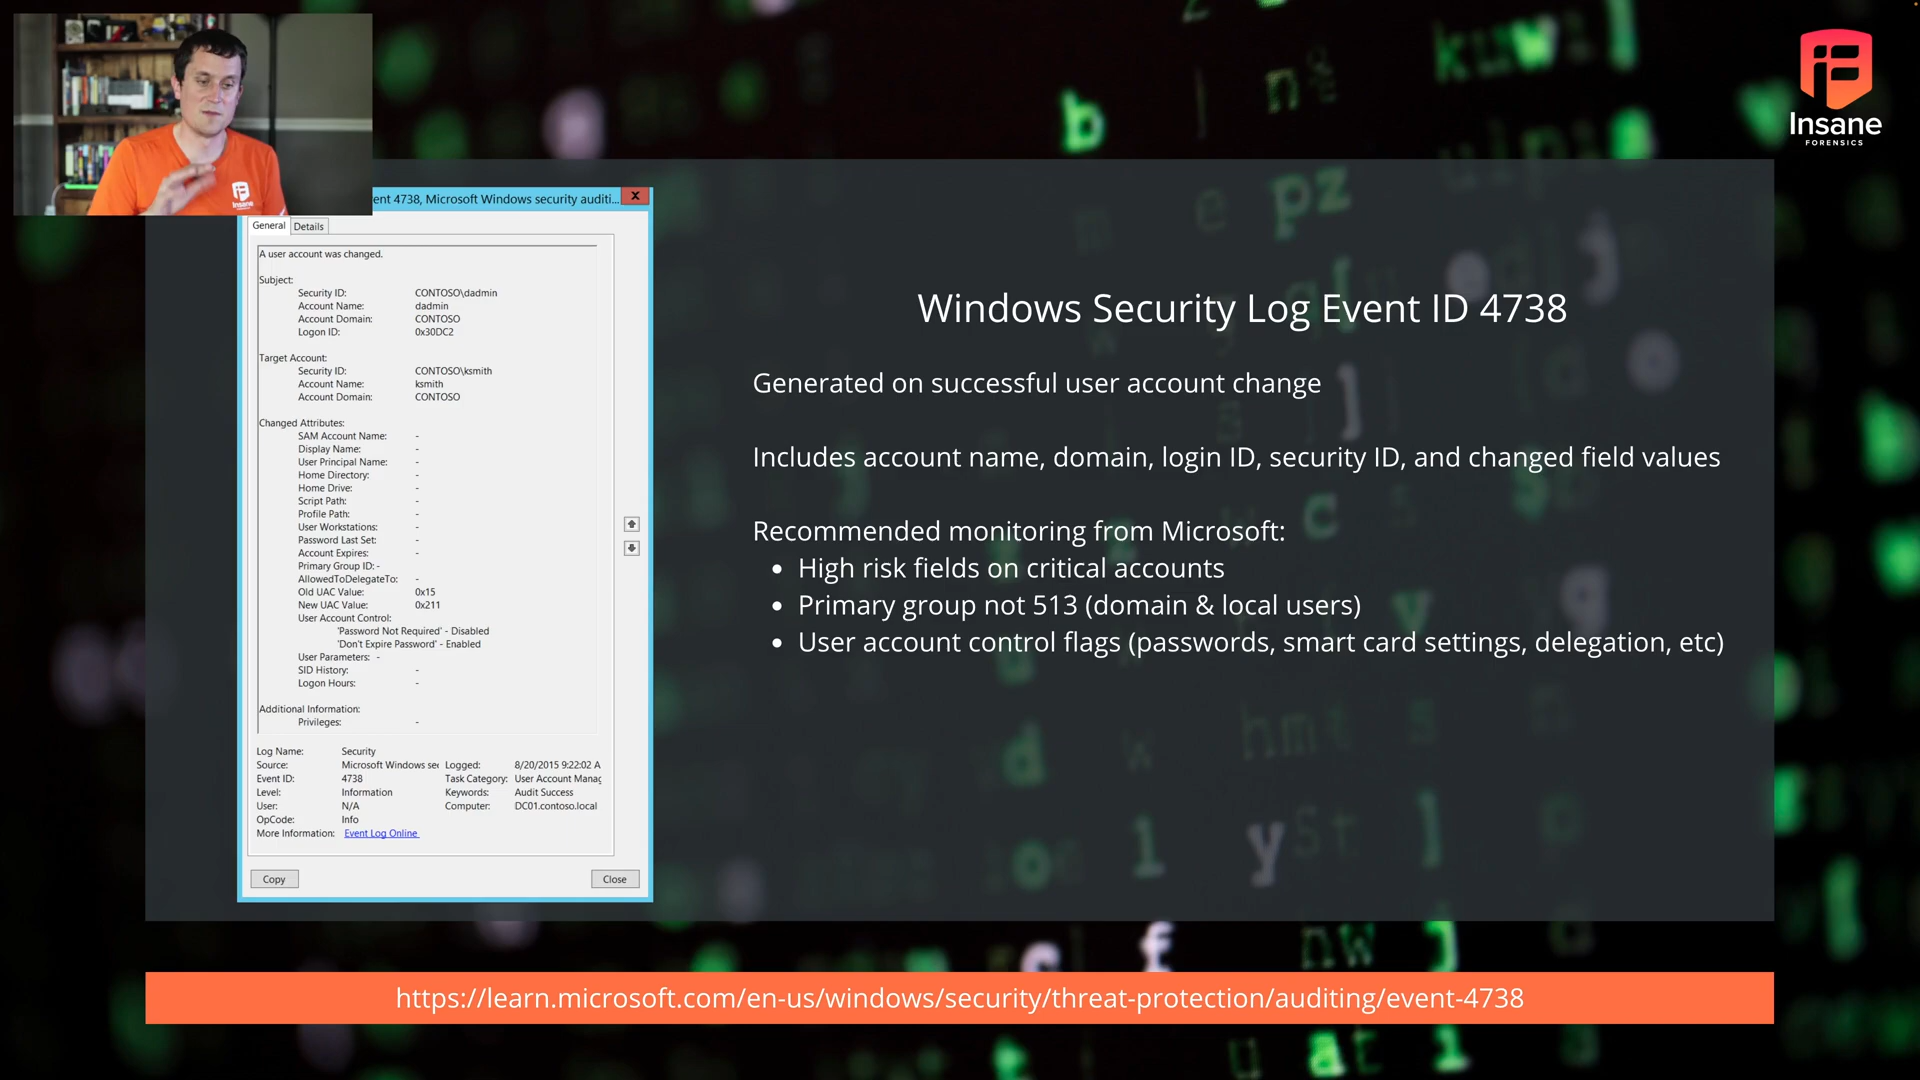 Insane
FORENSICS
Insane
ent 4738, Microsoft Windows security auditi...
General
Details
A user account was changed.
Subject:
Security ID: CONTOSO\dadmin
Account Name: dadmin
Account Domain: CONTOSO
Logon ID: 0x30DC2
Target Account:
Security ID: CONTOSO\ksmith
Account Name: ksmith
Account Domain: CONTOSO
Changed Attributes:
SAM Account Name: -
Display Name: -
User Principal Name: -
Home Directory: -
Home Drive: -
Script Path: -
Profile Path: -
User Workstations: -
Password Last Set: -
Account Expires: -
Primary Group ID: -
AllowedToDelegateTo: -
Old UAC Value: 0x15
New UAC Value: 0x211
User Account Control:
'Password Not Required' - Disabled
'Don't Expire Password' - Enabled
User Parameters: -
SID History: -
Logon Hours: -
Additional Information:
Privileges: -
Log Name: Security
Source: Microsoft Windows sec Logged: 8/20/2015 9:22:02 A
Event ID: 4738 Task Category: User Account Manag
Level: Information Keywords: Audit Success
User: N/A Computer: DC01.contoso.local
OpCode: Info
More Information: Event Log Online
Copy
Close
Windows Security Log Event ID 4738
Generated on successful user account change
Includes account name, domain, login ID, security ID, and changed field values
Recommended monitoring from Microsoft:
• High risk fields on critical accounts
• Primary group not 513 (domain & local users)
• User account control flags (passwords, smart card settings, delegation, etc)
https://learn.microsoft.com/en-us/windows/security/threat-protection/auditing/event-4738